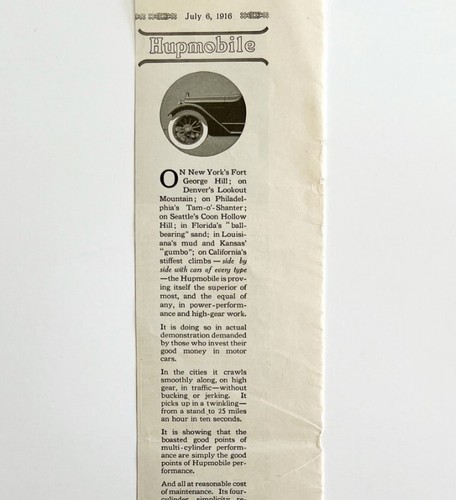 July 6, 1916
Hupmobile
ON New York's Fort
George Hill; on
Denver's Lookout
Mountain; on Philadel-
phia's Tam-o'-Shanter;
on Seattle's Coon Hollow
Hill; in Florida's "ball-
bearing" sand; in Louisi-
ana's mud and Kansas'
"gumbo"; on California's
stiffest climbs—side by
side with cars of every type
—the Hupmobile is prov-
ing itself the superior of
most, and the equal of
any, in power-perform-
ance and high-gear work.
It is doing so in actual
demonstration demanded
by those who invest their
good money in motor
cars.
In the cities it crawls
smoothly along, on high
gear, in traffic—without
bucking or jerking. It
picks up in a twinkling—
from a stand to 25 miles
an hour in ten seconds.
It is showing that the
boasted good points of
multi-cylinder perform-
ance are simply the good
points of Hupmobile per-
formance.
And all at reasonable cost
of maintenance. Its four-
cylinder simplicity re-